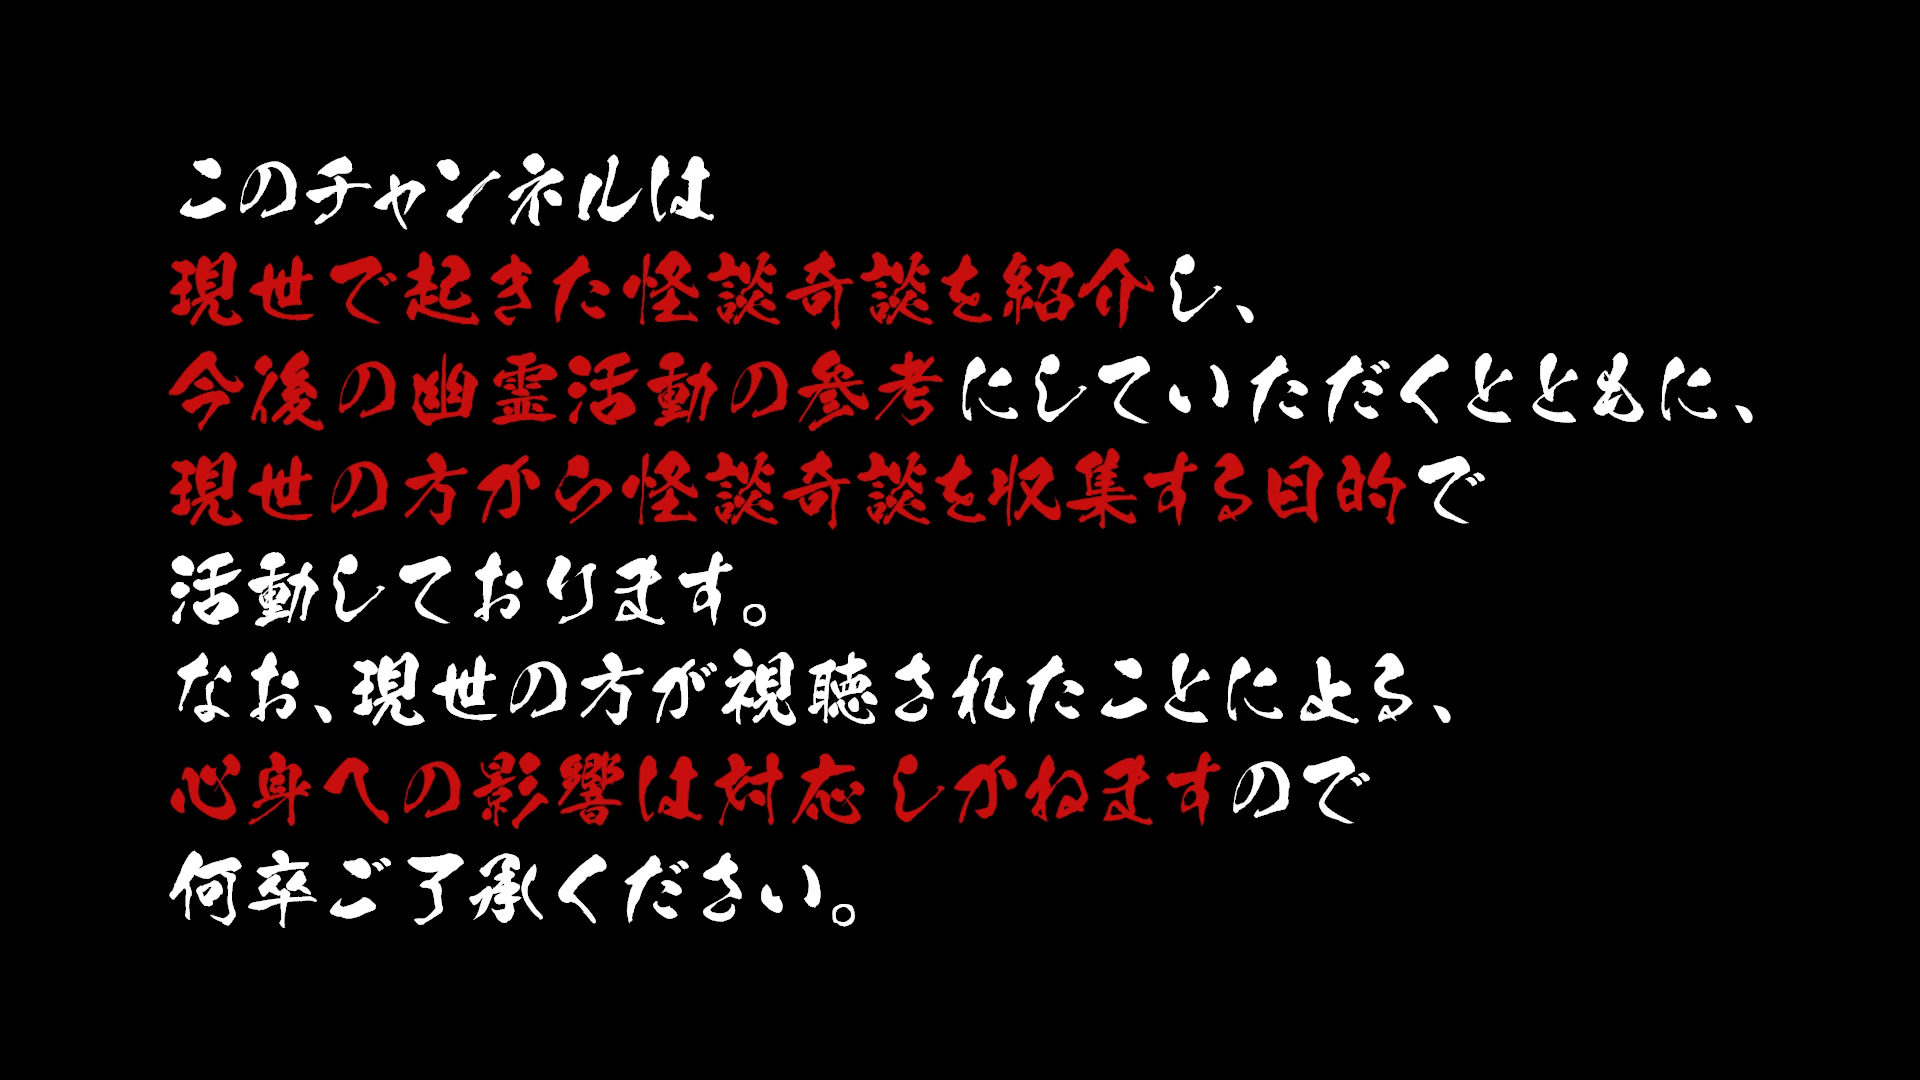 このチャンネルは
現世で起きた怪談奇談を紹介し、
今後の幽霊活動の参考にしていただくとともに、
現世の方から怪談奇談を収集する目的で
活動しております。
なお、現世の方が視聴されたことによる、
心身への影響は対応しかねますので
何卒ご了承ください。